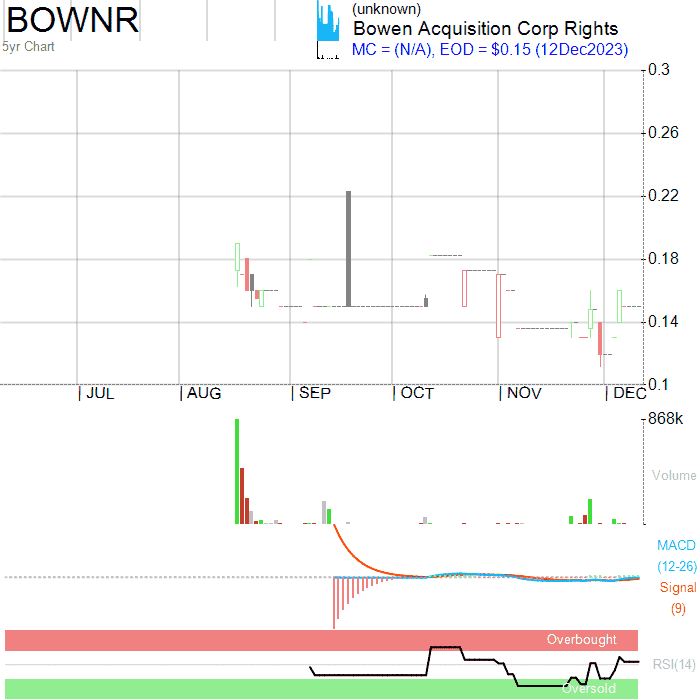 BOWNR
5yr Chart
(unknown)
Bowen Acquisition Corp Rights
MC = (N/A), EOD = $0.15 (12Dec2023)
0.3
0.26
0.22
0.18
0.14
0.1
JUL AUG SEP OCT NOV DEC
868k
Volume
MACD
(12-26)
Signal
(9)
Overbought
RSI(14)
Oversold